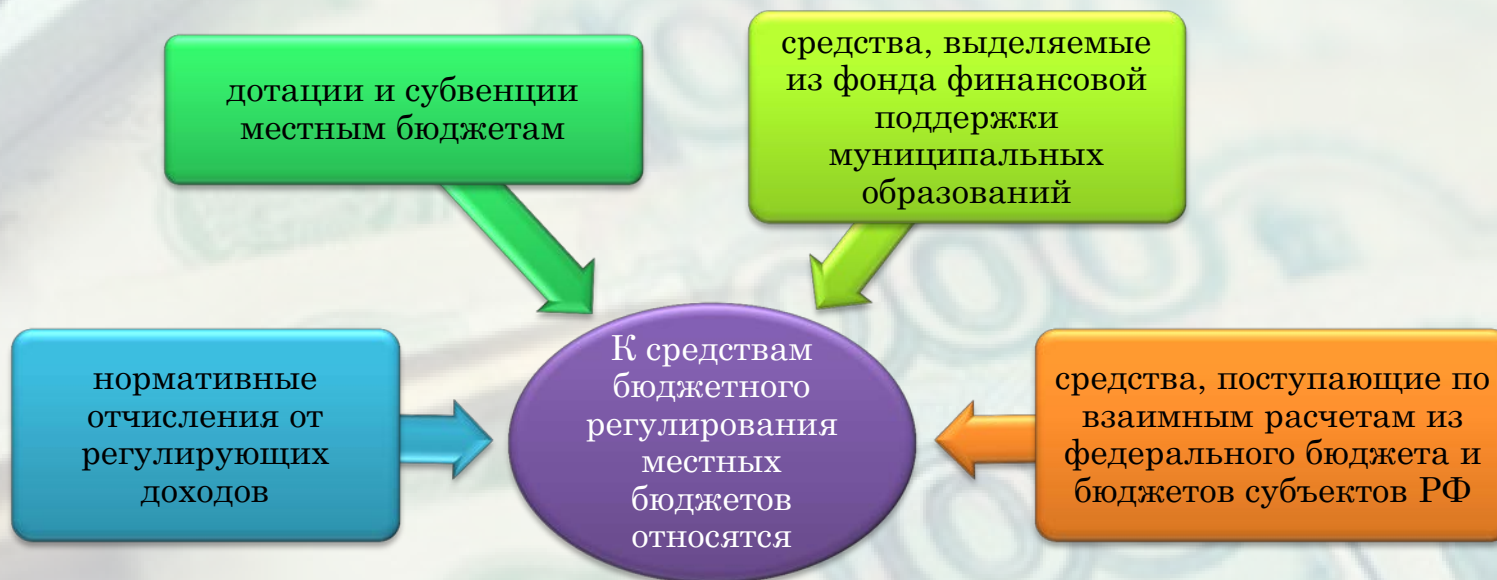 дотации и субвенции
местным бюджетам
средства, выделяемые
из фонда финансовой
поддержки
муниципальных
образований
нормативные
отчисления от
регулирующих
доходов
К средствам
бюджетного
регулирования
местных
бюджетов
относятся
средства, поступающие по
взаимным расчетам из
федерального бюджета и
бюджетов субъектов РФ